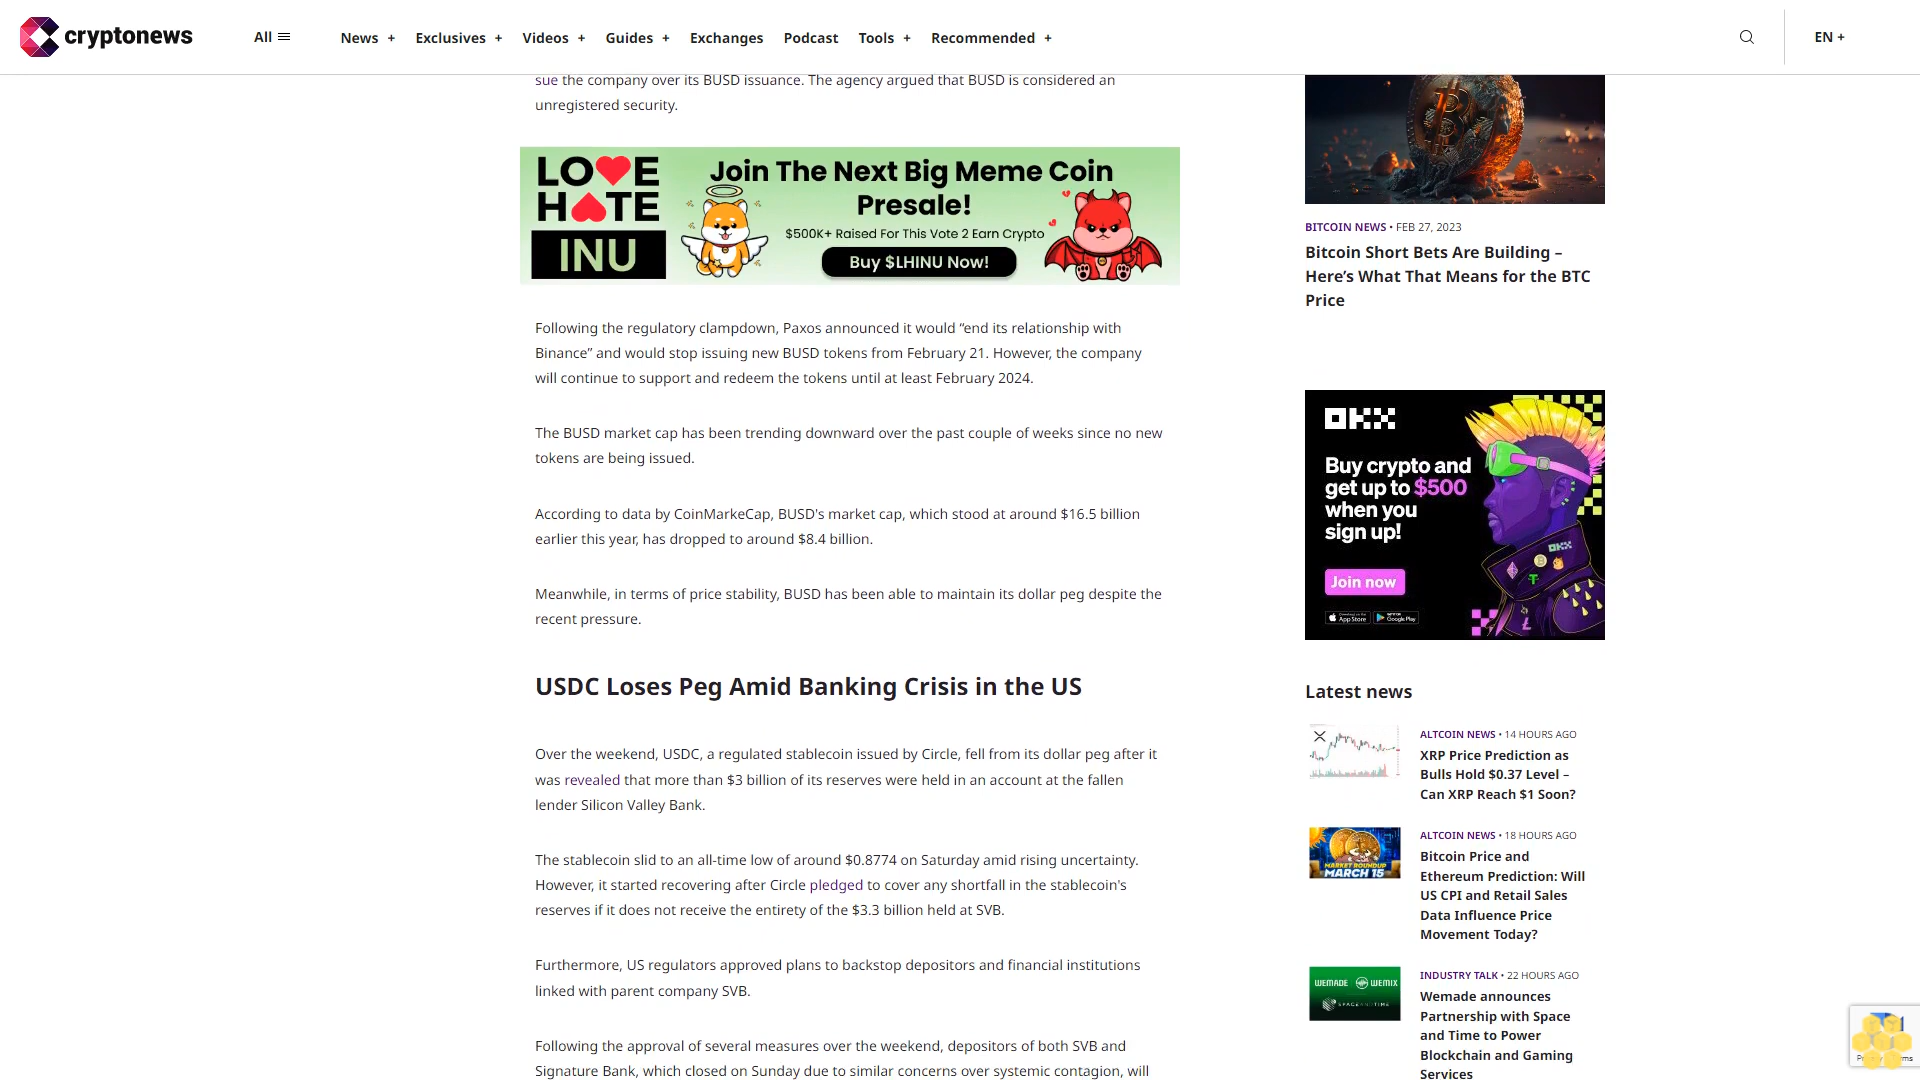 cryptonews
All
News +
Exclusives +
Videos +
Guides +
Exchanges
Podcast
Tools +
Recommended +
EN +
sue the company over its BUSD issuance. The agency argued that BUSD is considered an
unregistered security.
LOVE
HATE
INU
Join The Next Big Meme Coin
Presale!
$500K+ Raised For This Vote 2 Earn Crypto
Buy $LHINU Now!
Following the regulatory clampdown, Paxos announced it would “end its relationship with
Binance” and would stop issuing new BUSD tokens from February 21. However, the company
will continue to support and redeem the tokens until at least February 2024.
The BUSD market cap has been trending downward over the past couple of weeks since no new
tokens are being issued.
According to data by CoinMarkeCap, BUSD's market cap, which stood at around $16.5 billion
earlier this year, has dropped to around $8.4 billion.
Meanwhile, in terms of price stability, BUSD has been able to maintain its dollar peg despite the
recent pressure.
USDC Loses Peg Amid Banking Crisis in the US
Over the weekend, USDC, a regulated stablecoin issued by Circle, fell from its dollar peg after it
was revealed that more than $3 billion of its reserves were held in an account at the fallen
lender Silicon Valley Bank.
The stablecoin slid to an all-time low of around $0.8774 on Saturday amid rising uncertainty.
However, it started recovering after Circle pledged to cover any shortfall in the stablecoin's
reserves if it does not receive the entirety of the $3.3 billion held at SVB.
Furthermore, US regulators approved plans to backstop depositors and financial institutions
linked with parent company SVB.
Following the approval of several measures over the weekend, depositors of both SVB and
Signature Bank, which closed on Sunday due to similar concerns over systemic contagion, will
BITCOIN NEWS • FEB 27, 2023
Bitcoin Short Bets Are Building –
Here’s What That Means for the BTC
Price
OKX
Buy crypto and
get up to $500
when you
sign up!
Join now
App Store
Google Play
OKX
Latest news
ALTCOIN NEWS • 14 HOURS AGO
XRP Price Prediction as
Bulls Hold $0.37 Level –
Can XRP Reach $1 Soon?
MARKET ROUNDUP
MARCH 15
ALTCOIN NEWS • 18 HOURS AGO
Bitcoin Price and
Ethereum Prediction: Will
US CPI and Retail Sales
Data Influence Price
Movement Today?
WEMADE
WEMIX
SPACE AND TIME
INDUSTRY TALK • 22 HOURS AGO
Wemade announces
Partnership with Space
and Time to Power
Blockchain and Gaming
Services